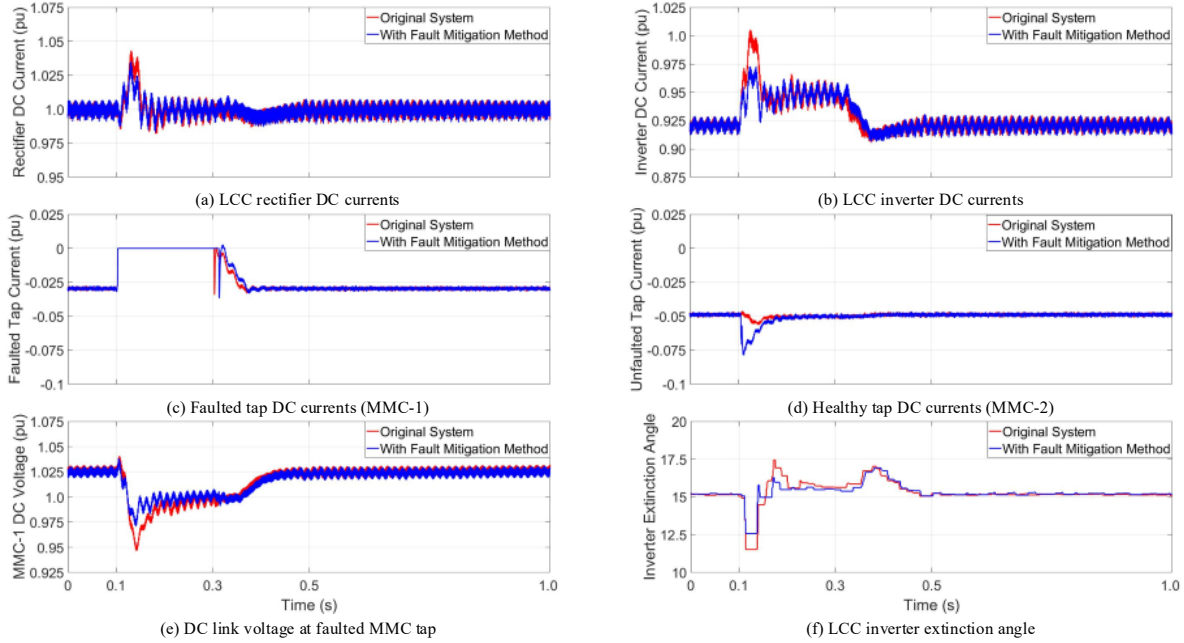 1.075
1.05
1.025
1.0
0.975
0.95
Rectifier DC Current (pu)
Original System
With Fault Mitigation Method
(a) LCC rectifier DC currents
1.0
0.975
0.95
0.925
0.90
0.875
Inverter DC Current (pu)
Original System
With Fault Mitigation Method
(b) LCC inverter DC currents
0.025
0
-0.025
-0.05
-0.075
-0.1
Faulted Tap Current (pu)
Original System
With Fault Mitigation Method
(c) Faulted tap DC currents (MMC-1)
0.025
0
-0.025
-0.05
-0.075
-0.1
Unfaulted Tap Current (pu)
Original System
With Fault Mitigation Method
(d) Healthy tap DC currents (MMC-2)
1.075
1.05
1.025
1.0
0.975
0.95
0.925
MMC-1 DC Voltage (pu)
Original System
With Fault Mitigation Method
0 0.1 0.3 0.5 1.0
Time (s)
(e) DC link voltage at faulted MMC tap
20
17.5
15
12.5
10
Inverter Extinction Angle
Original System
With Fault Mitigation Method
0 0.1 0.3 0.5 1.0
Time (s)
(f) LCC inverter extinction angle